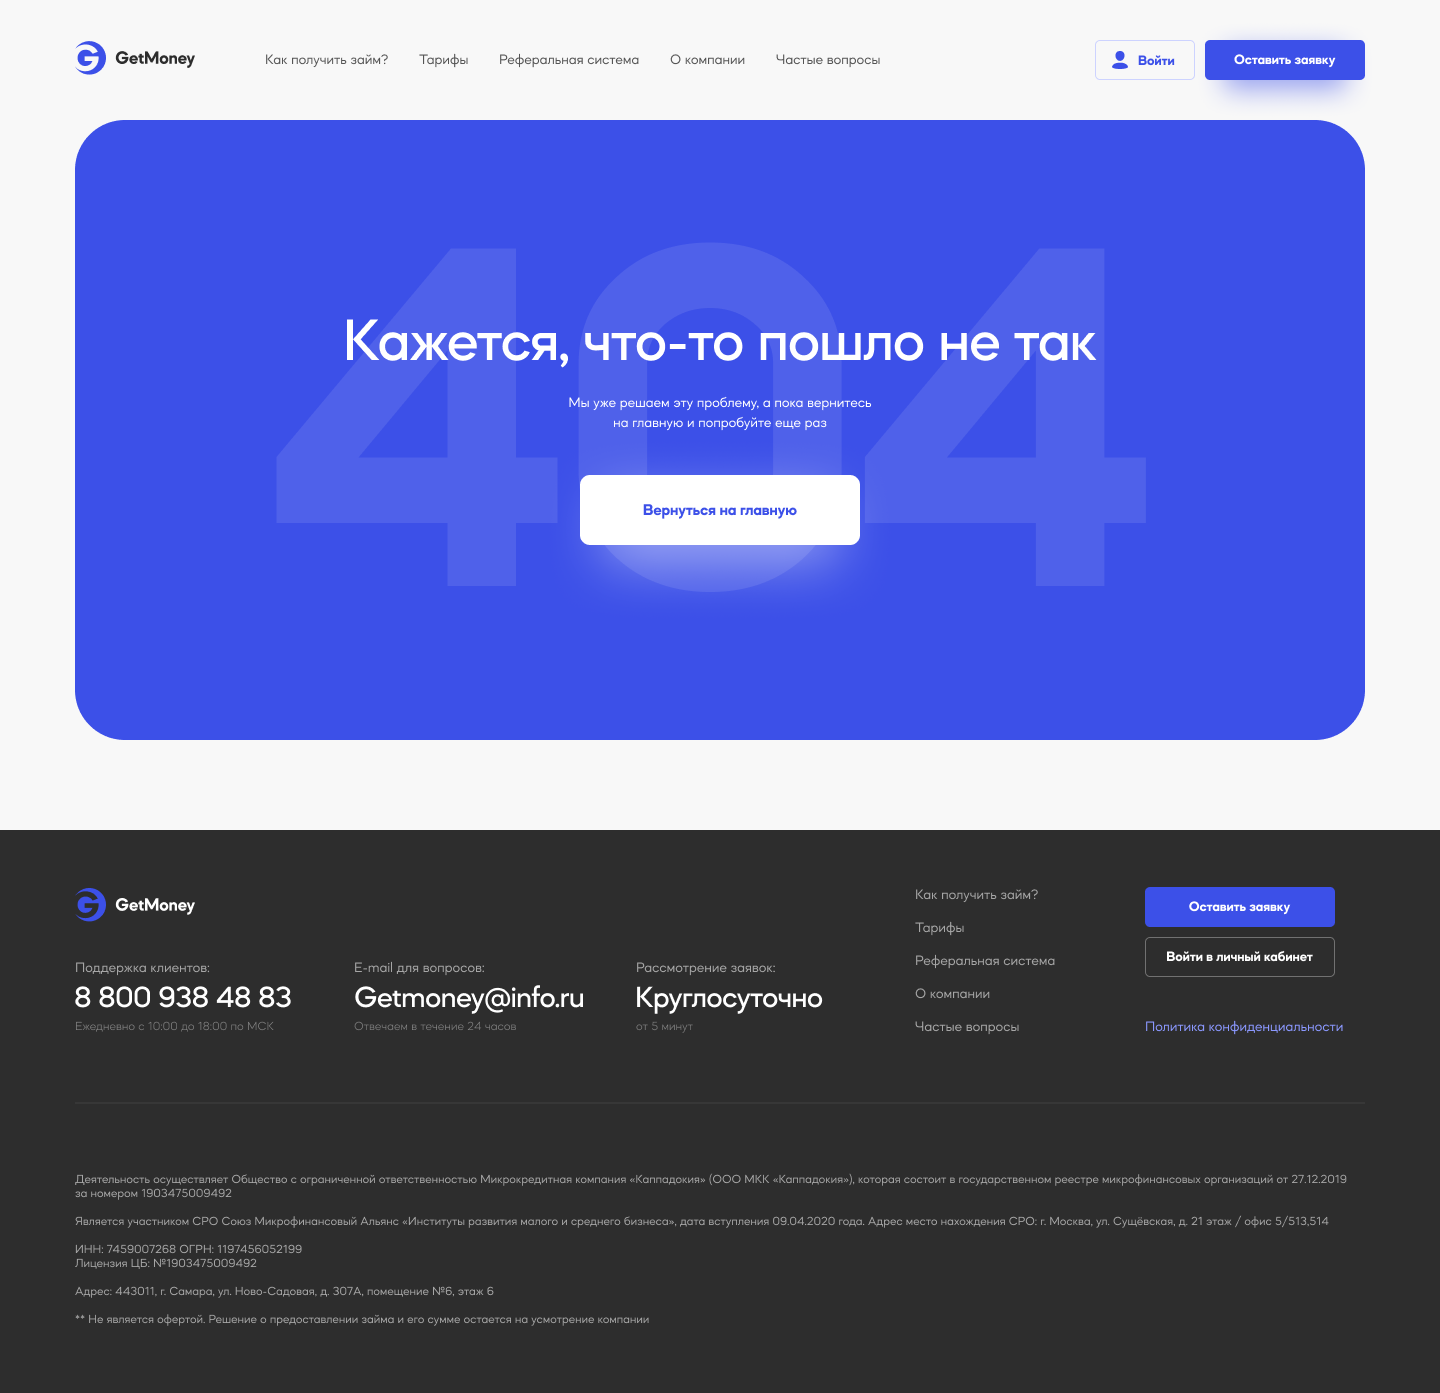 GetMoney
Как получить займ?
Тарифы
Реферальная система
О компании
Частые вопросы
Войти
Оставить заявку
404
Кажется, что-то пошло не так
Мы уже решаем эту проблему, а пока вернитесь
на главную и попробуйте еще раз
Вернуться на главную
GetMoney
Поддержка клиентов:
8 800 938 48 83
Ежедневно с 10:00 до 18:00 по МСК
E-mail для вопросов:
Getmoney@info.ru
Отвечаем в течение 24 часов
Рассмотрение заявок:
Круглосуточно
от 5 минут
Как получить займ?
Тарифы
Реферальная система
О компании
Частые вопросы
Оставить заявку
Войти в личный кабинет
Политика конфиденциальности
Деятельность осуществляет Общество с ограниченной ответственностью Микрокредитная компания «Каппадокия» (ООО МКК «Каппадокия»), которая состоит в государственном реестре микрофинансовых организаций от 27.12.2019
за номером 1903475009492
Является участником СРО Союз Микрофинансовый Альянс «Институты развития малого и среднего бизнеса», дата вступления 09.04.2020 года. Адрес место нахождения СРО: г. Москва, ул. Сущёвская, д. 21 этаж / офис 5/513,514
ИНН: 7459007268 ОГРН: 1197456052199
Лицензия ЦБ: №1903475009492
Адрес: 443011, г. Самара, ул. Ново-Садовая, д. 307А, помещение №6, этаж 6
** Не является офертой. Решение о предоставлении займа и его сумме остается на усмотрение компании